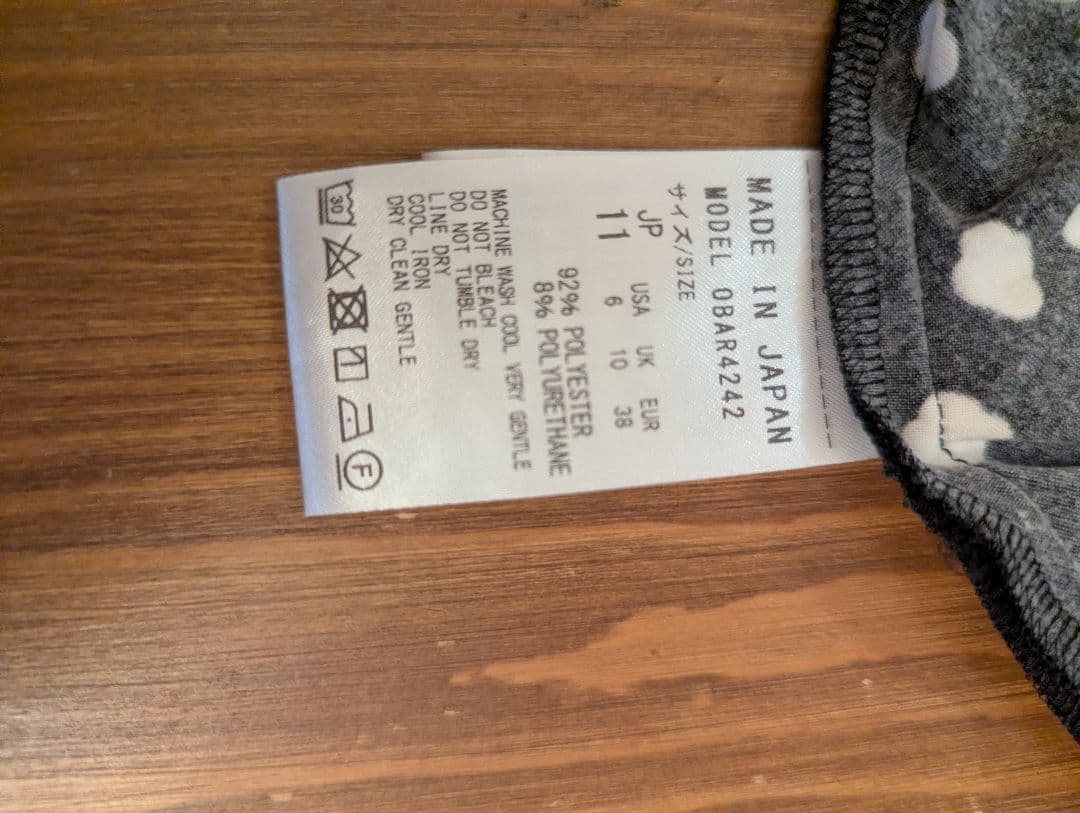 MADE IN JAPAN
MODEL OBAR4242
サイズ/SIZE
JP USA UK EUR
11 6 10 38
92% POLYESTER
8% POLYURETHANE
MACHINE WASH COOL VERY GENTLE
DO NOT BLEACH
DO NOT TUMBLE DRY
LINE DRY
COOL IRON
DRY CLEAN GENTLE
30 F